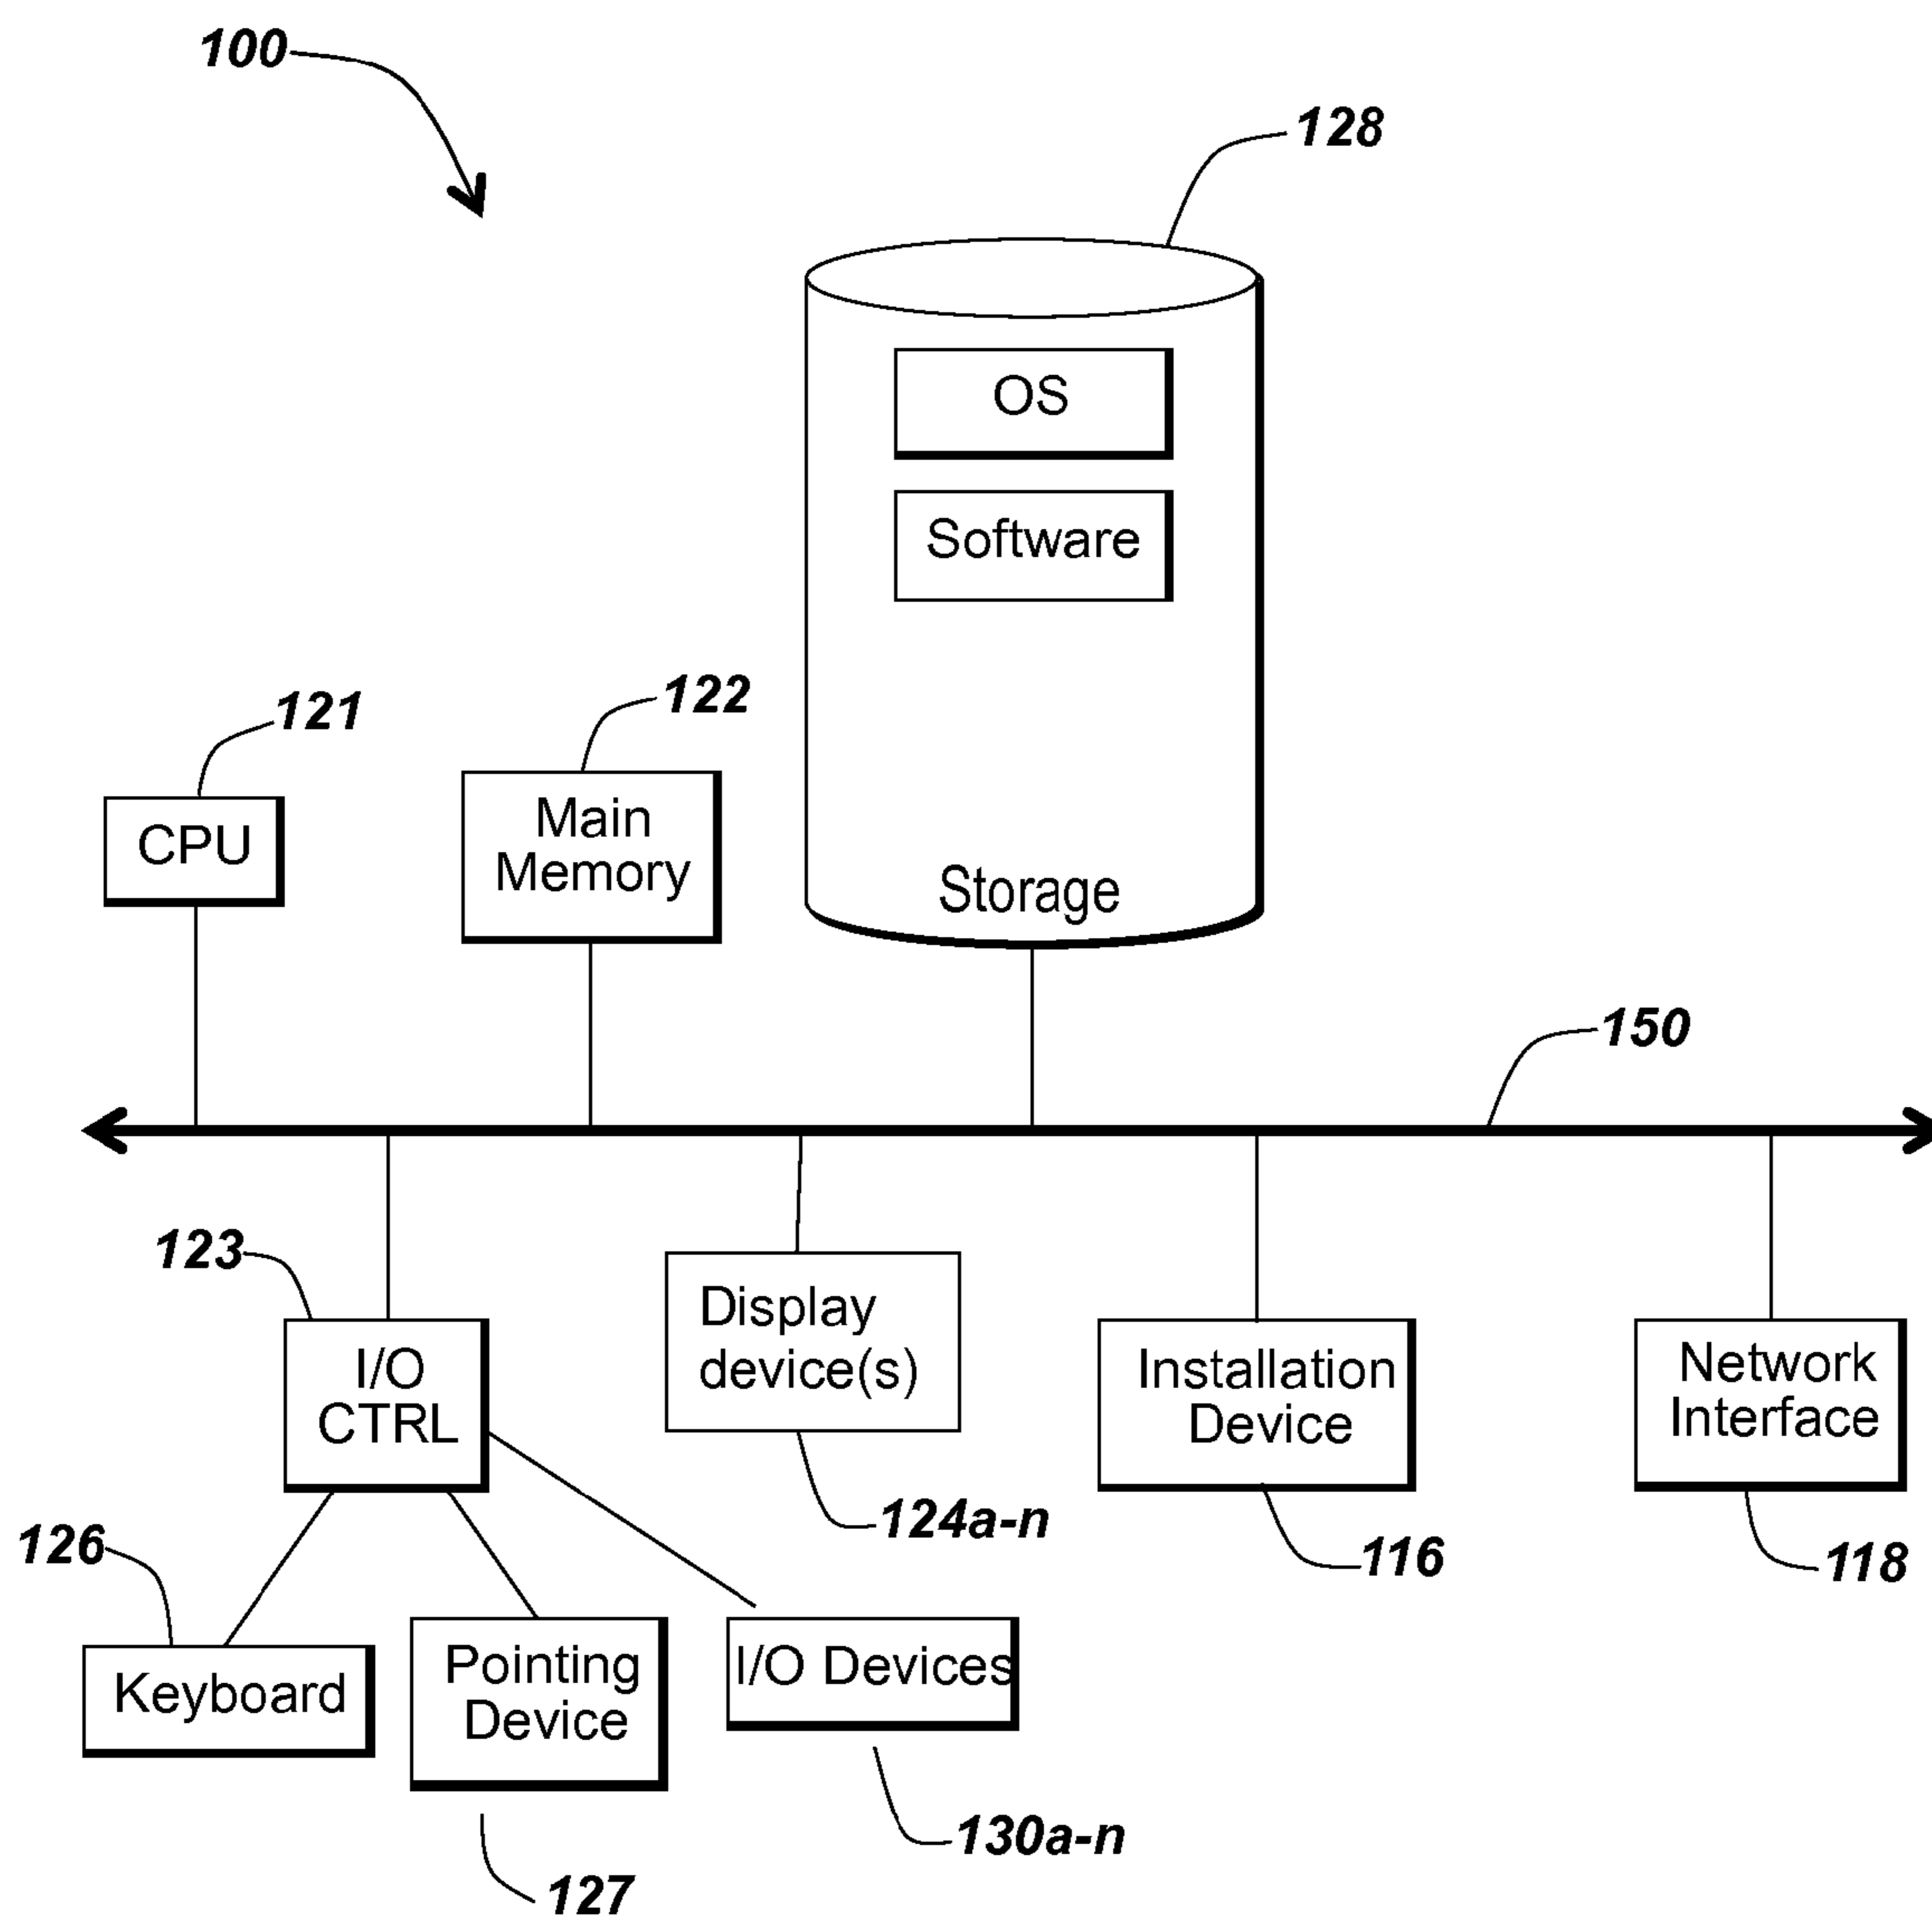 100
128
OS
Software
121
122
CPU
Main
Memory
Storage
150
123
I/O
CTRL
Display
device(s)
Installation
Device
Network
Interface
124a-n
116
118
126
Keyboard
Pointing
Device
I/O Devices
130a-n
127